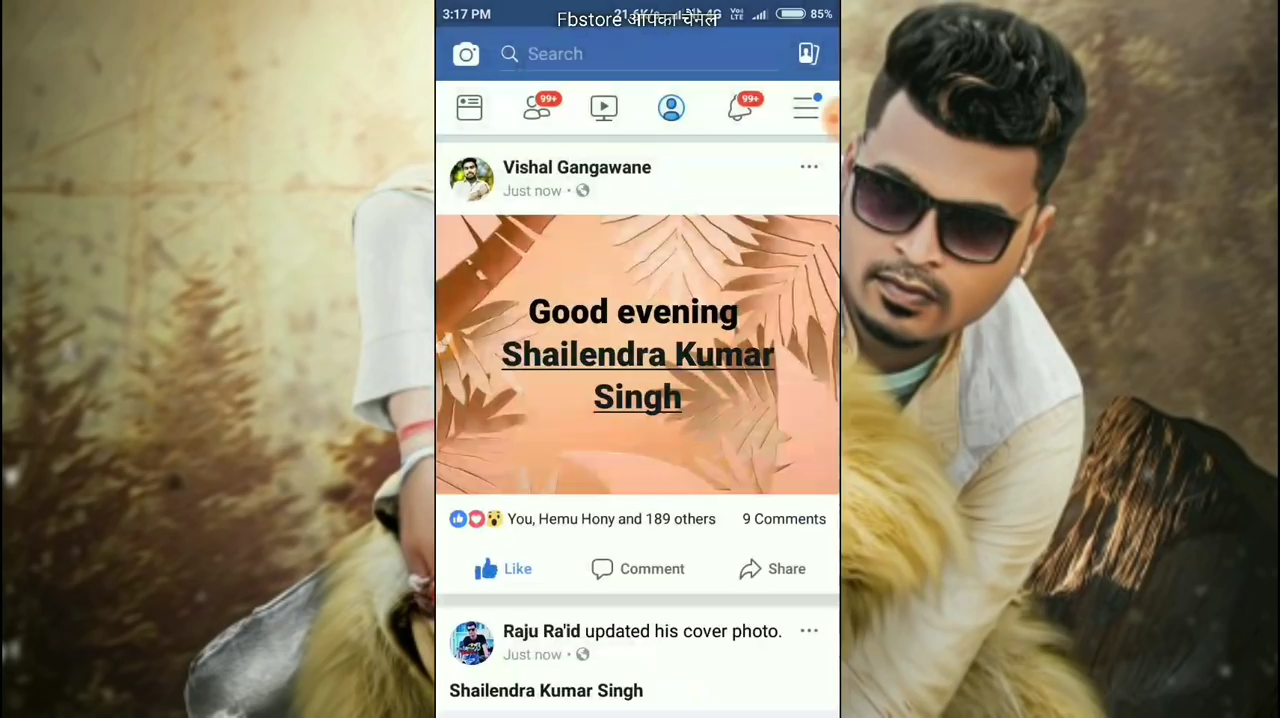 3:17 PM
85%
Fbstore आपका चैनल
Search
99+
99+
Vishal Gangawane
Just now
Good evening
Shailendra Kumar
Singh
You, Hemu Hony and 189 others
9 Comments
Like
Comment
Share
Raju Ra'id updated his cover photo.
Just now
Shailendra Kumar Singh